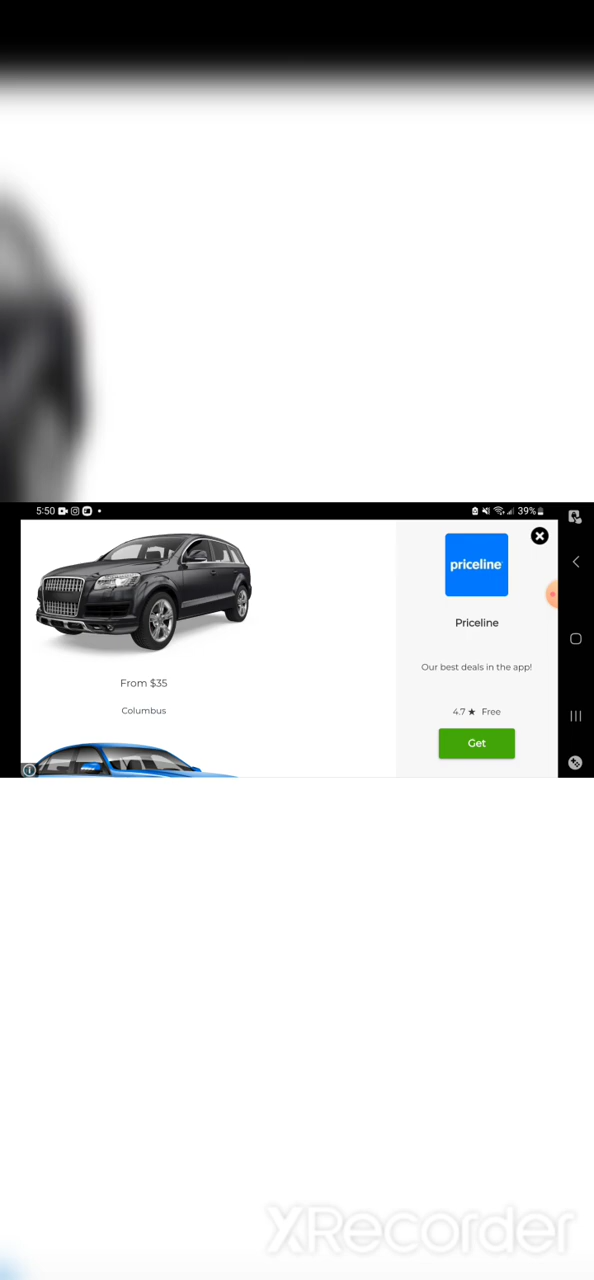 5:50
39%
priceline
Priceline
From $35
Our best deals in the app!
Columbus
4.7 ★ Free
Get
XRecorder